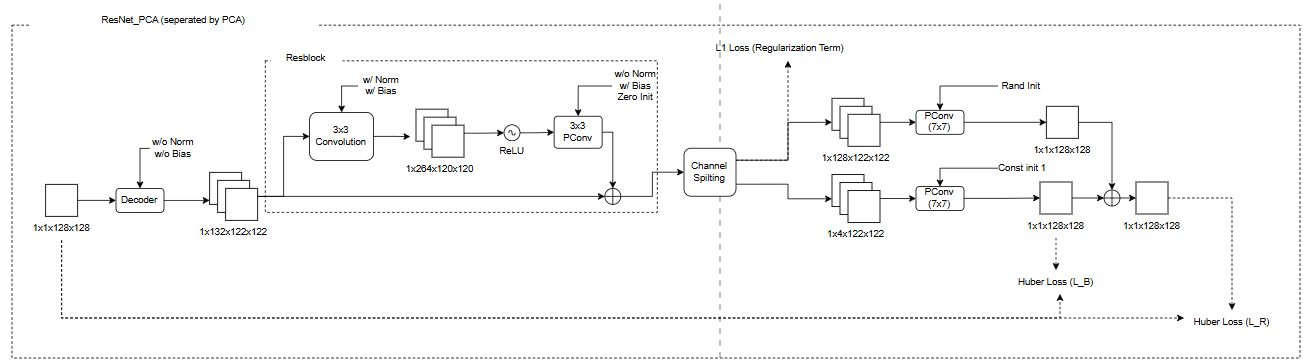 ResNet_PCA (seperated by PCA)
L1 Loss (Regularization Term)
Resblock
w/ Norm
w/ Bias
w/o Norm
w/ Bias
Zero Init
Rand Init
3x3
Convolution
ReLU
3x3
PConv
1x264x120x120
PConv
(7x7)
1x128x122x122
1x1x128x128
w/o Norm
w/o Bias
Channel
Spilting
Const init 1
Decoder
PConv
(7x7)
1x1x128x128
1x132x122x122
1x4x122x122
1x1x128x128
1x1x128x128
Huber Loss (L_B)
Huber Loss (L_R)